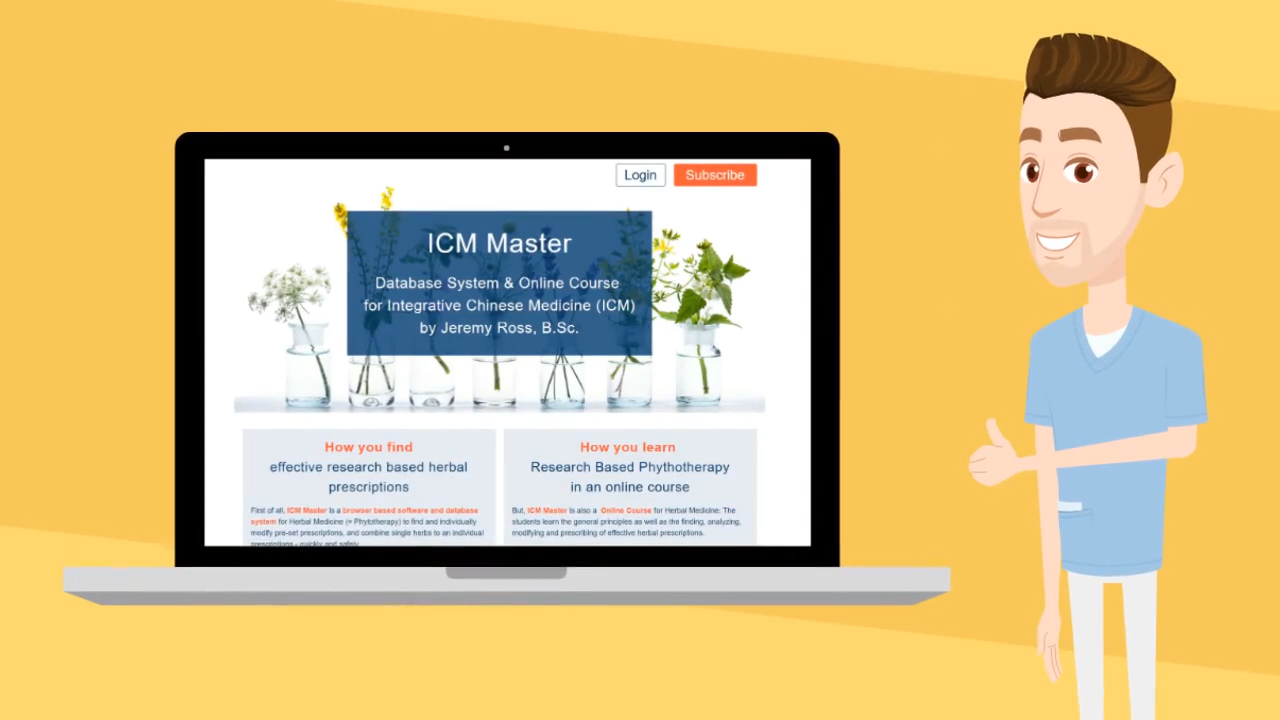 Login
Subscribe
ICM Master
Database System & Online Course
for Integrative Chinese Medicine (ICM)
by Jeremy Ross, B.Sc.
How you find
effective research based herbal
prescriptions
First of all, ICM Master is a browser based software and database
system for Herbal Medicine (= Phytotherapy) to find and individually
modify pre-set prescriptions, and combine single herbs to an individual
prescriptions - quickly and safely.
How you learn
Research Based Phythotherapy
in an online course
But, ICM Master is also a Online Course for Herbal Medicine: The
students learn the general principles as well as the finding, analyzing,
modifying and prescribing of effective herbal prescriptions.